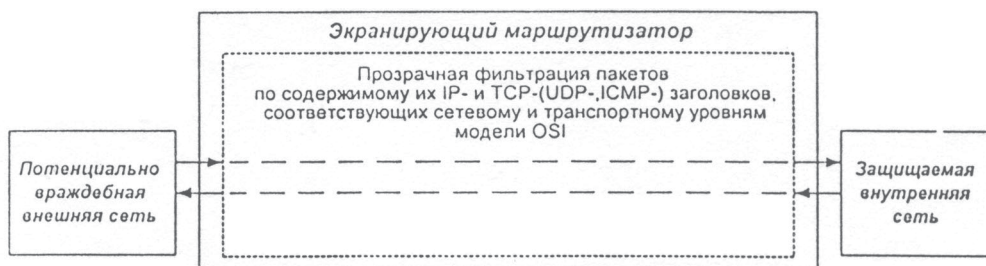 Экранирующий маршрутизатор
Прозрачная фильтрация пакетов
по содержимому их IP- и TCP-(UDP-,ICMP-) заголовков,
соответствующих сетевому и транспортному уровням
модели OSI
Потенциально
враждебная
внешняя сеть
Защищаемая
внутренняя
сеть